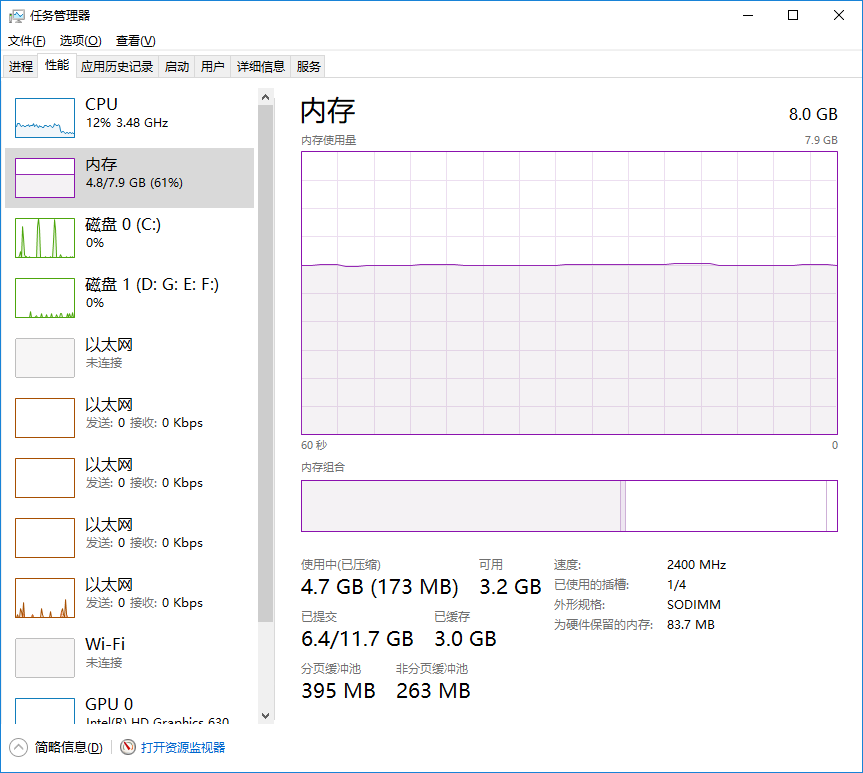 任务管理器
文件(F) 选项(O) 查看(V)
进程 性能 应用历史记录 启动 用户 详细信息 服务
CPU
12% 3.48 GHz
内存
4.8/7.9 GB (61%)
磁盘 0 (C:)
0%
磁盘 1 (D: G: E: F:)
0%
以太网
未连接
以太网
发送: 0 接收: 0 Kbps
以太网
发送: 0 接收: 0 Kbps
以太网
发送: 0 接收: 0 Kbps
以太网
发送: 0 接收: 0 Kbps
Wi-Fi
未连接
GPU 0
Intel(R) HD Graphics 630
内存 8.0 GB
内存使用量 7.9 GB
60 秒 0
内存组合
使用中(已压缩) 可用
4.7 GB (173 MB) 3.2 GB
已提交 已缓存
6.4/11.7 GB 3.0 GB
分页缓冲池 非分页缓冲池
395 MB 263 MB
速度: 2400 MHz
已使用的插槽: 1/4
外形规格: SODIMM
为硬件保留的内存: 83.7 MB
简略信息(D) 打开资源监视器